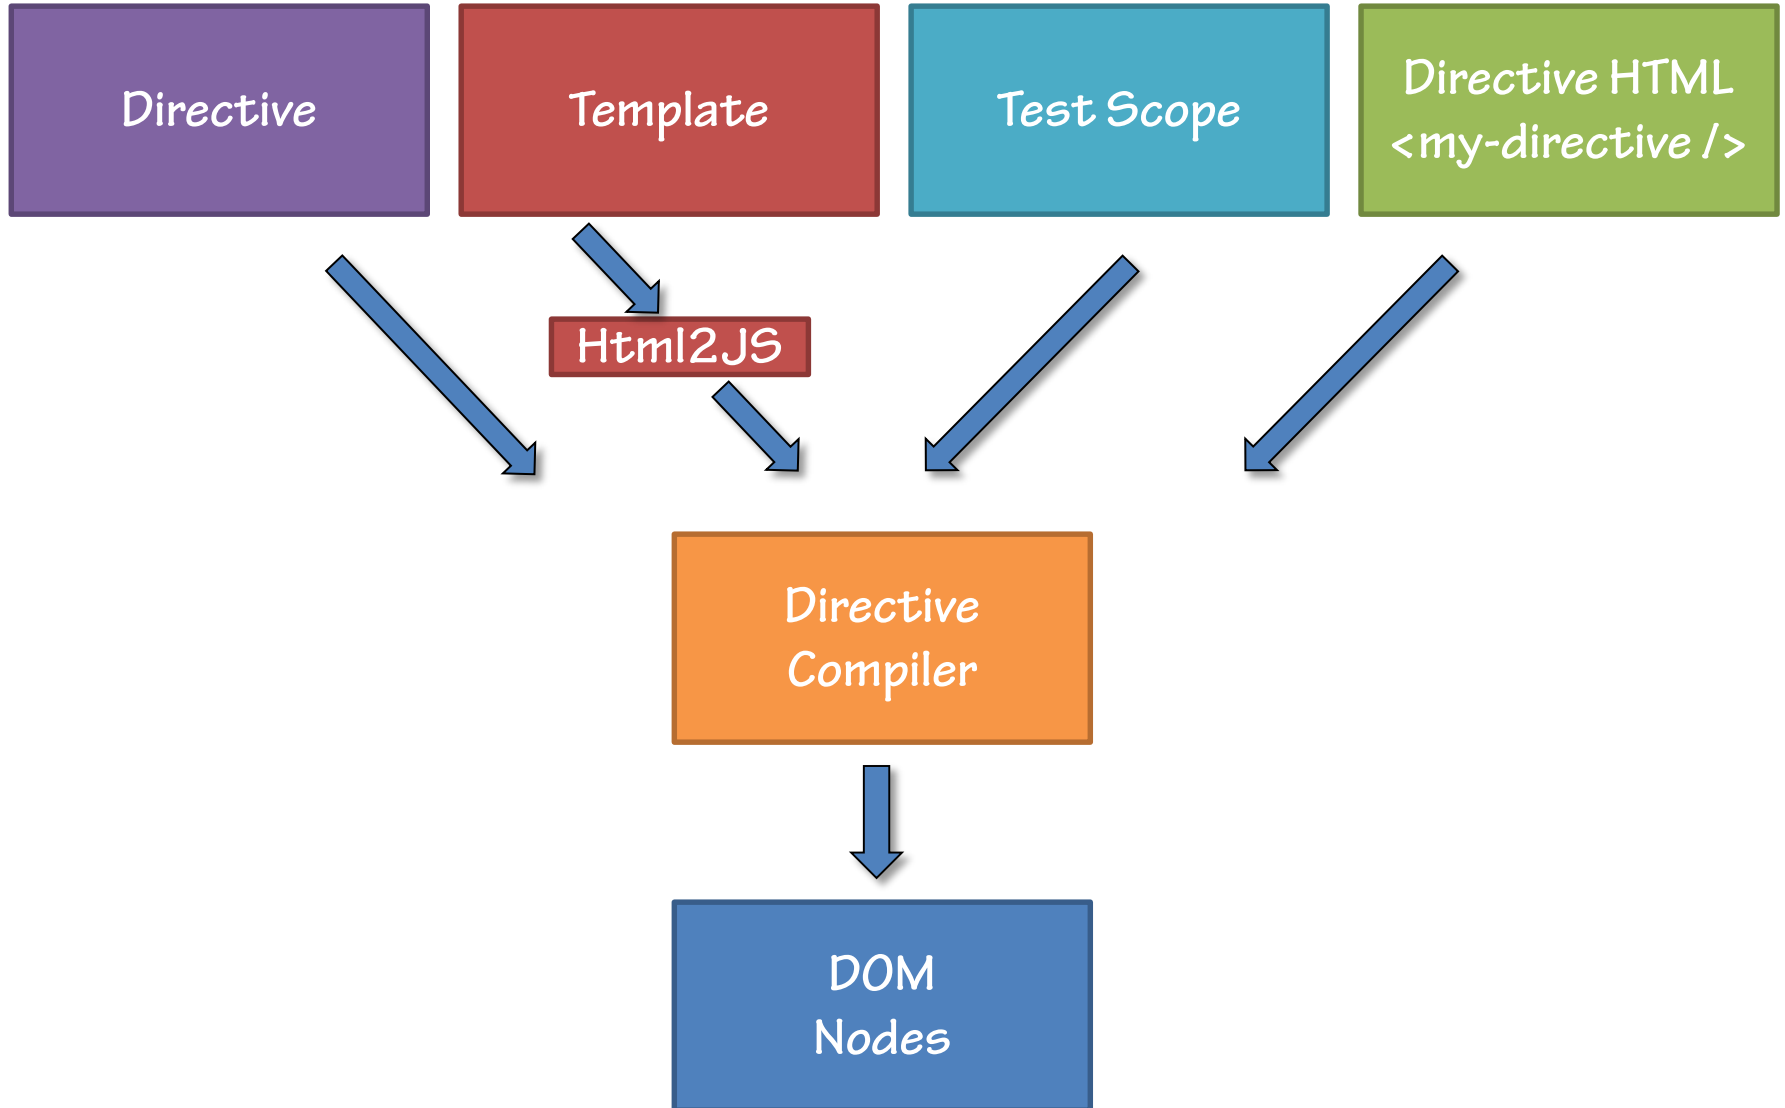 Directive
Template
Test Scope
Directive HTML
<my-directive />
Html2JS
Directive
Compiler
DOM
Nodes